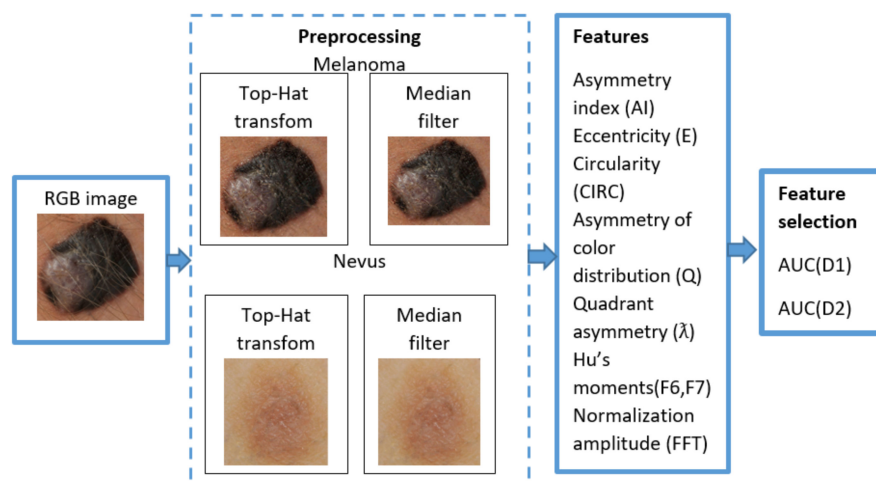 RGB image
Preprocessing
Melanoma
Top-Hat
transfom
Median
filter
Nevus
Top-Hat
transfom
Median
filter
Features
Asymmetry
index (AI)
Eccentricity (E)
Circularity
(CIRC)
Asymmetry of
color
distribution (Q)
Quadrant
asymmetry (ƛ)
Hu's
moments(F6,F7)
Normalization
amplitude (FFT)
Feature
selection
AUC(D1)
AUC(D2)